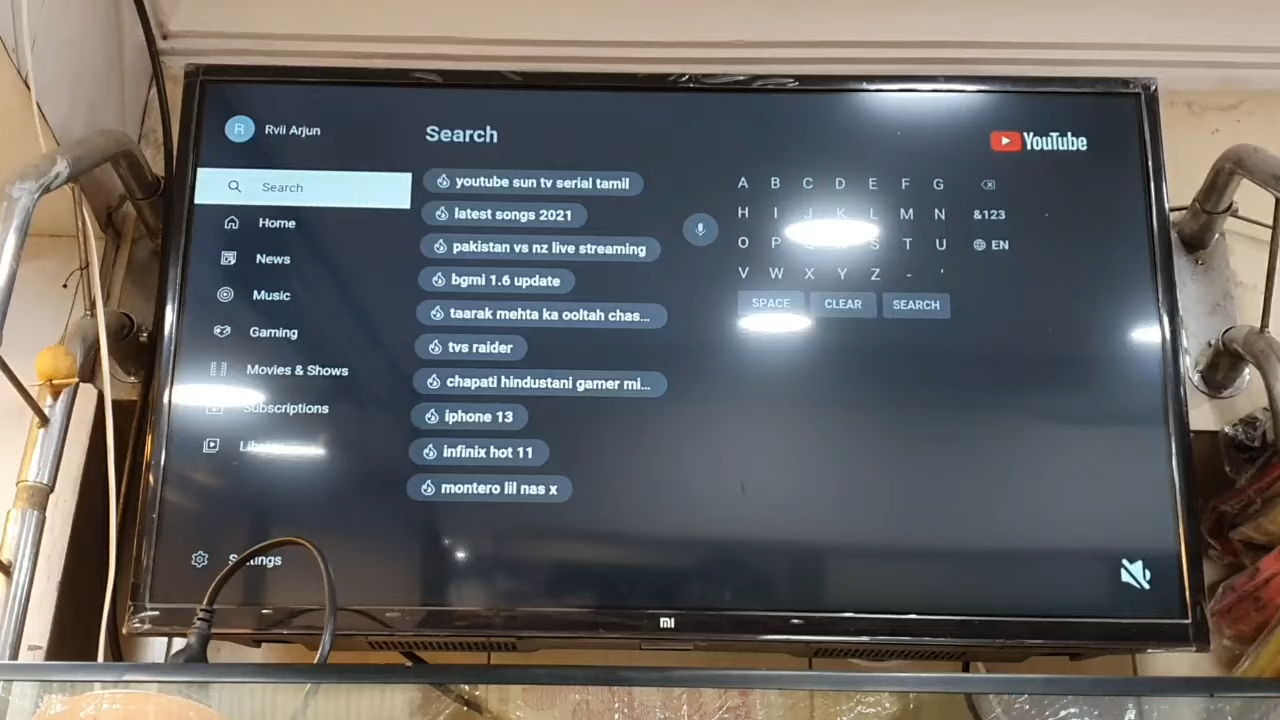 R Rvii Arjun
Search
Home
News
Music
Gaming
Movies & Shows
Subscriptions
Settings
Search
youtube sun tv serial tamil
latest songs 2021
pakistan vs nz live streaming
bgmi 1.6 update
taarak mehta ka ooltah chas...
tvs raider
chapati hindustani gamer mi...
iphone 13
infinix hot 11
montero lil nas x
YouTube
A B C D E F G
H I J K L M N &123
O P S T U EN
V W X Y Z - '
SPACE CLEAR SEARCH
mi